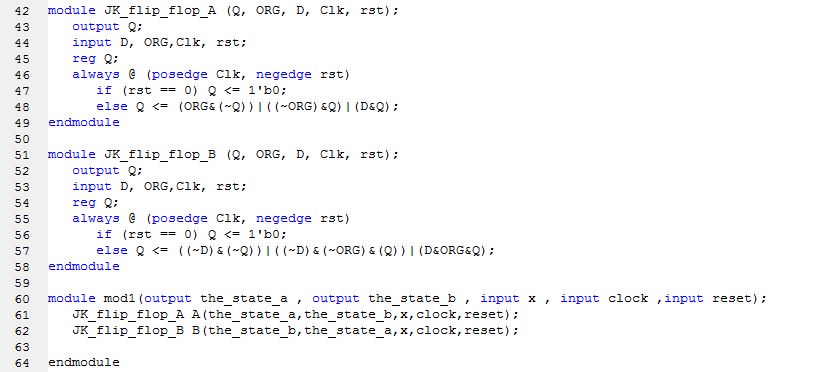 42 module JK_flip_flop_A (Q, ORG, D, Clk, rst);
43 output Q;
44 input D, ORG,Clk, rst;
45 reg Q;
46 always @ (posedge Clk, negedge rst)
47 if (rst == 0) Q <= 1'b0;
48 else Q <= (ORG&(~Q))|((~ORG)&Q)|(D&Q);
49 endmodule
50
51 module JK_flip_flop_B (Q, ORG, D, Clk, rst);
52 output Q;
53 input D, ORG,Clk, rst;
54 reg Q;
55 always @ (posedge Clk, negedge rst)
56 if (rst == 0) Q <= 1'b0;
57 else Q <= ((~D)&(~Q))|((~D)&(~ORG)&(Q))|(D&ORG&Q);
58 endmodule
59
60 module mod1(output the_state_a , output the_state_b , input x , input clock ,input reset);
61 JK_flip_flop_A A(the_state_a,the_state_b,x,clock,reset);
62 JK_flip_flop_B B(the_state_b,the_state_a,x,clock,reset);
63
64 endmodule